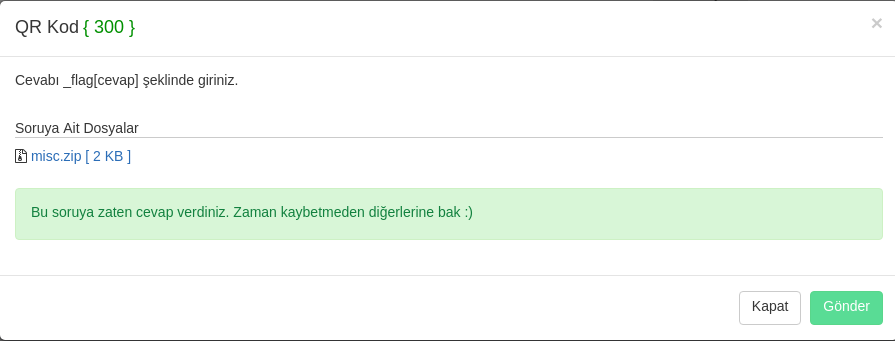 QR Kod { 300 }
×
Cevabı _flag[cevap] şeklinde giriniz.
Soruya Ait Dosyalar
misc.zip [ 2 KB ]
Bu soruya zaten cevap verdiniz. Zaman kaybetmeden diğerlerine bak :)
Kapat
Gönder